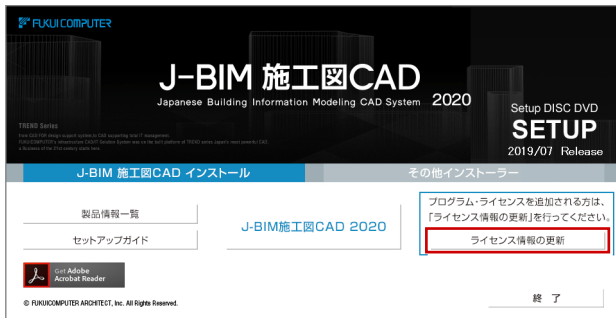 FUKUI COMPUTER
J-BIM 施工図CAD
Japanese Building Information Modeling CAD System 2020
Setup DISC DVD
SETUP
2019/07 Release
TREND Series
J-BIM 施工図CAD インストール
その他インストーラー
製品情報一覧
セットアップガイド
J-BIM施工図CAD 2020
プログラム・ライセンスを追加される方は、
「ライセンス情報の更新」を行ってください。
ライセンス情報の更新
Get Adobe
Acrobat Reader
© FUKUICOMPUTER ARCHITECT, Inc. All Rights Reserved.
終 了